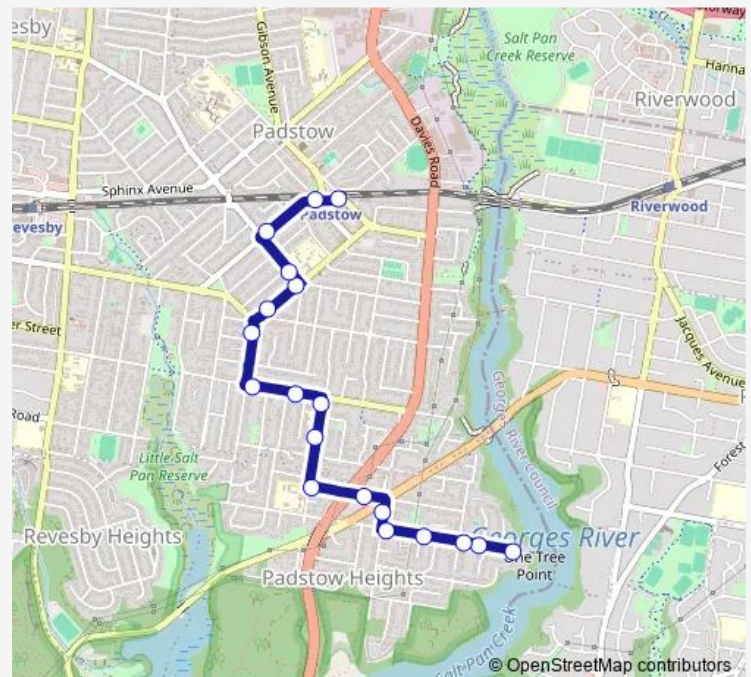 esby
Gibson Avenue
Salt Pan
Creek Reserve
Hanna
Riverwood
Padstow
Davies Road
Sphinx Avenue
evesby
Padstow
Riverwood
er Street
Jacques Avenue
Road
Georges River Council
Forest
Little Salt
Pan Reserve
Revesby Heights
Georges River
One Tree
Point
Padstow Heights
Salt Pan Creek
© OpenStreetMap contributors